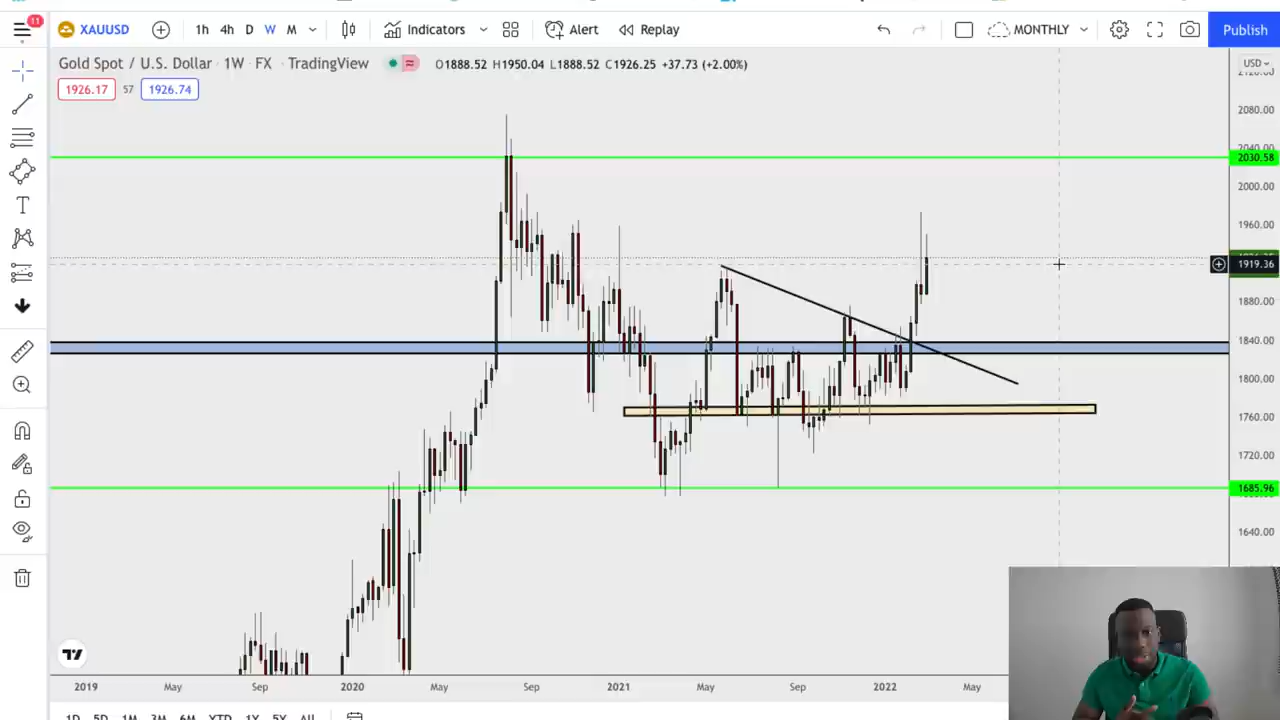 11
XAUUSD
1h 4h D W M
Indicators
Alert
Replay
MONTHLY
Publish
Gold Spot / U.S. Dollar · 1W · FX · TradingView
O1888.52 H1950.04 L1888.52 C1926.25 +37.73 (+2.00%)
USD
1926.17 57 1926.74
2080.00
2030.58
2000.00
1960.00
1919.36
1880.00
1840.00
1800.00
1760.00
1720.00
1685.96
1640.00
T
2019 May Sep 2020 May Sep 2021 May Sep 2022 May
1D 5D 1M 3M 6M YTD 1Y 5Y All